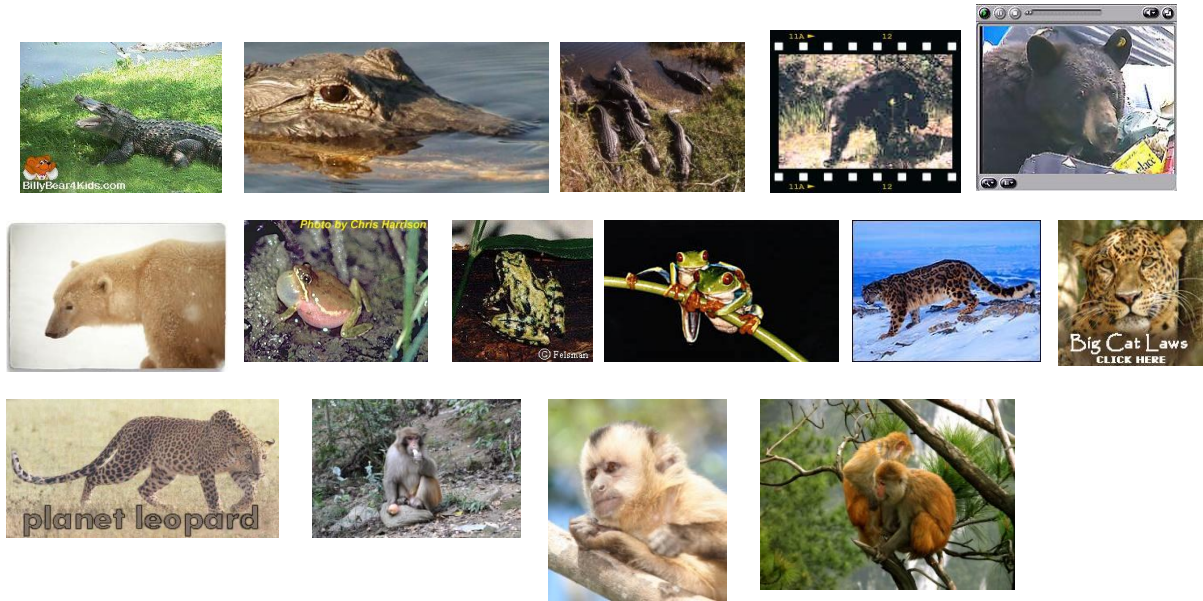 BillyBear4Kids.com
11A
12
11A
12
Photo by Chris Harrison
© Felsman
Big Cat Laws
CLICK HERE
planet leopard